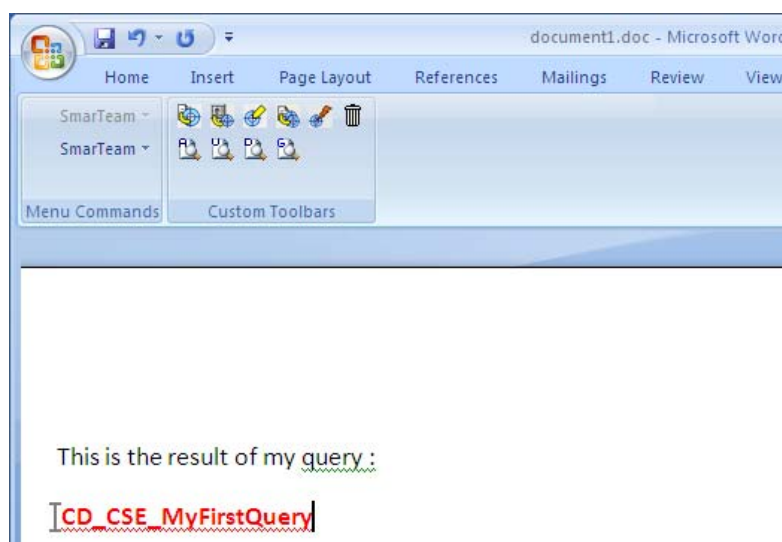 document1.doc - Microsoft Word
Home Insert Page Layout References Mailings Review View
SmarTeam
SmarTeam
A U P G
Menu Commands Custom Toolbars
This is the result of my query :
CD_CSE_MyFirstQuery